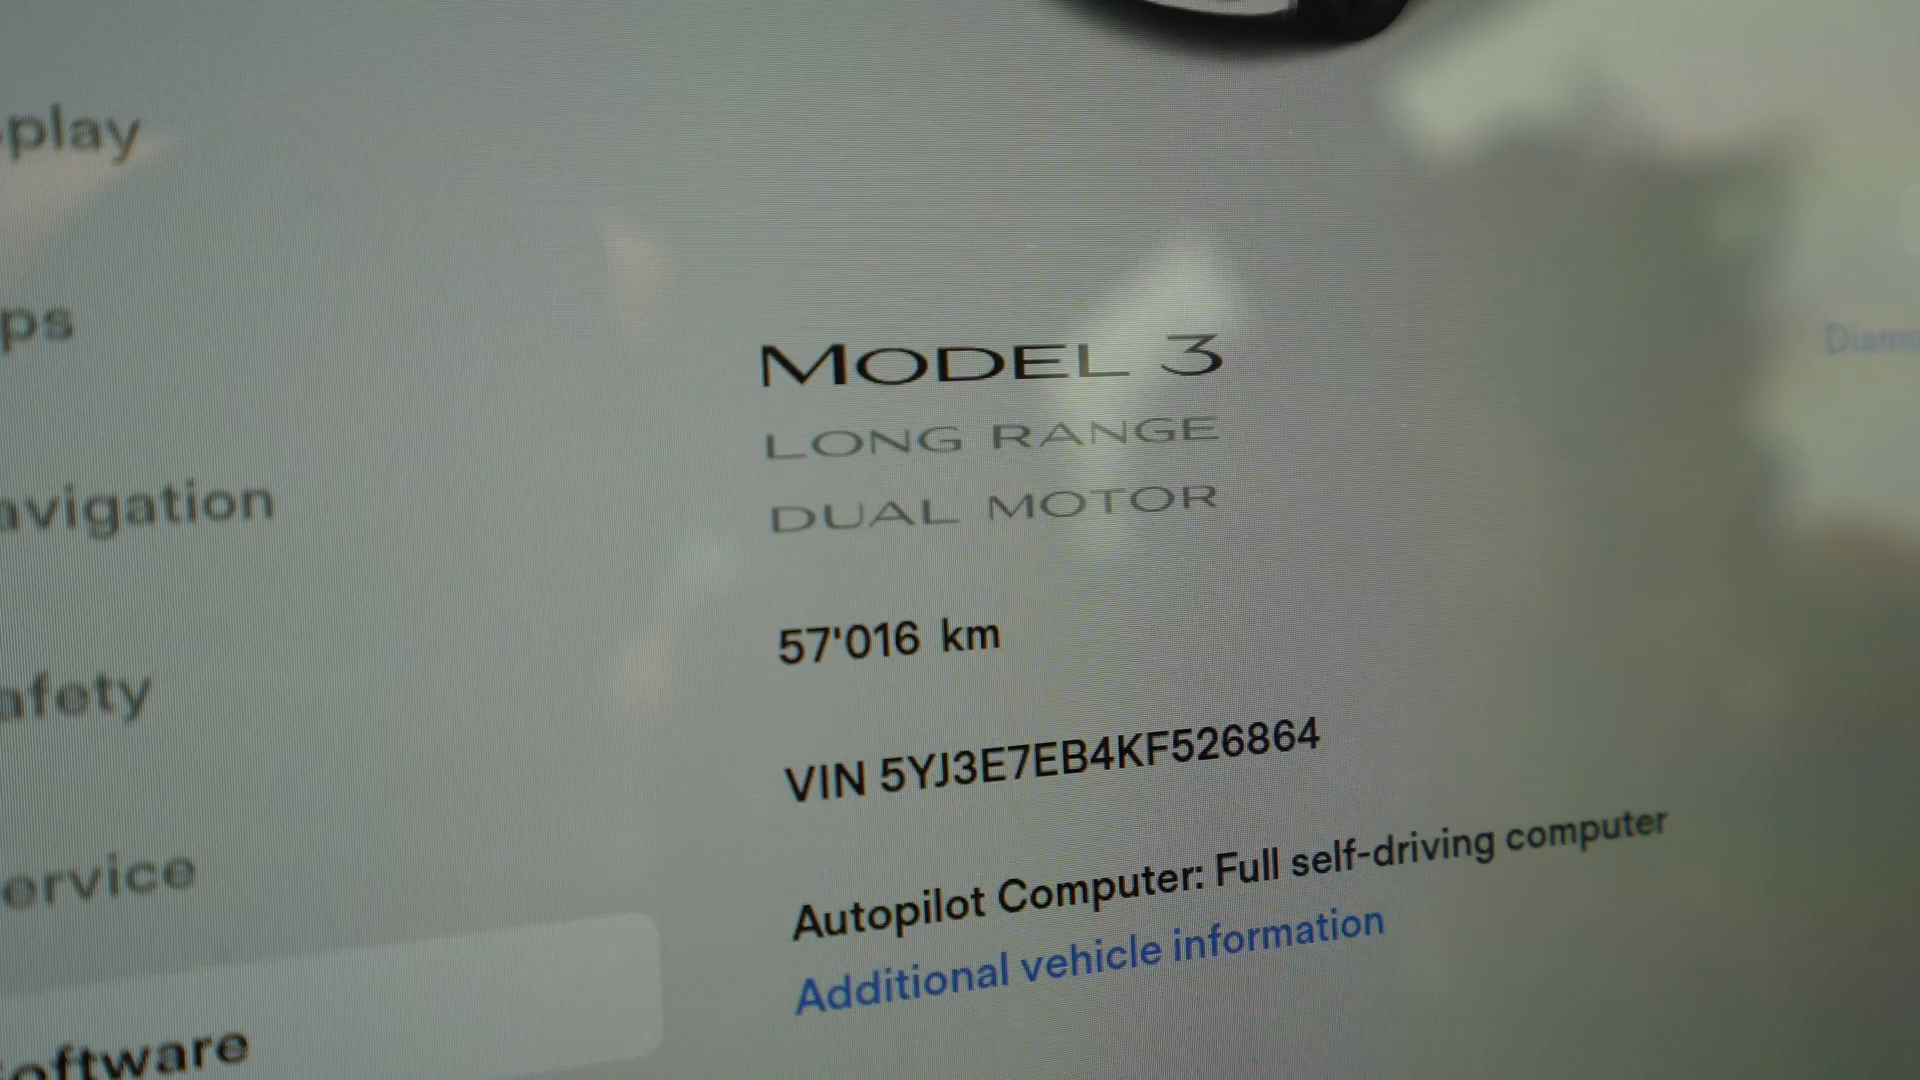 play
ps
avigation
afety
ervice
oftware
MODEL 3
LONG RANGE
DUAL MOTOR
57'016 km
VIN 5YJ3E7EB4KF526864
Autopilot Computer: Full self-driving computer
Additional vehicle information
Diamo